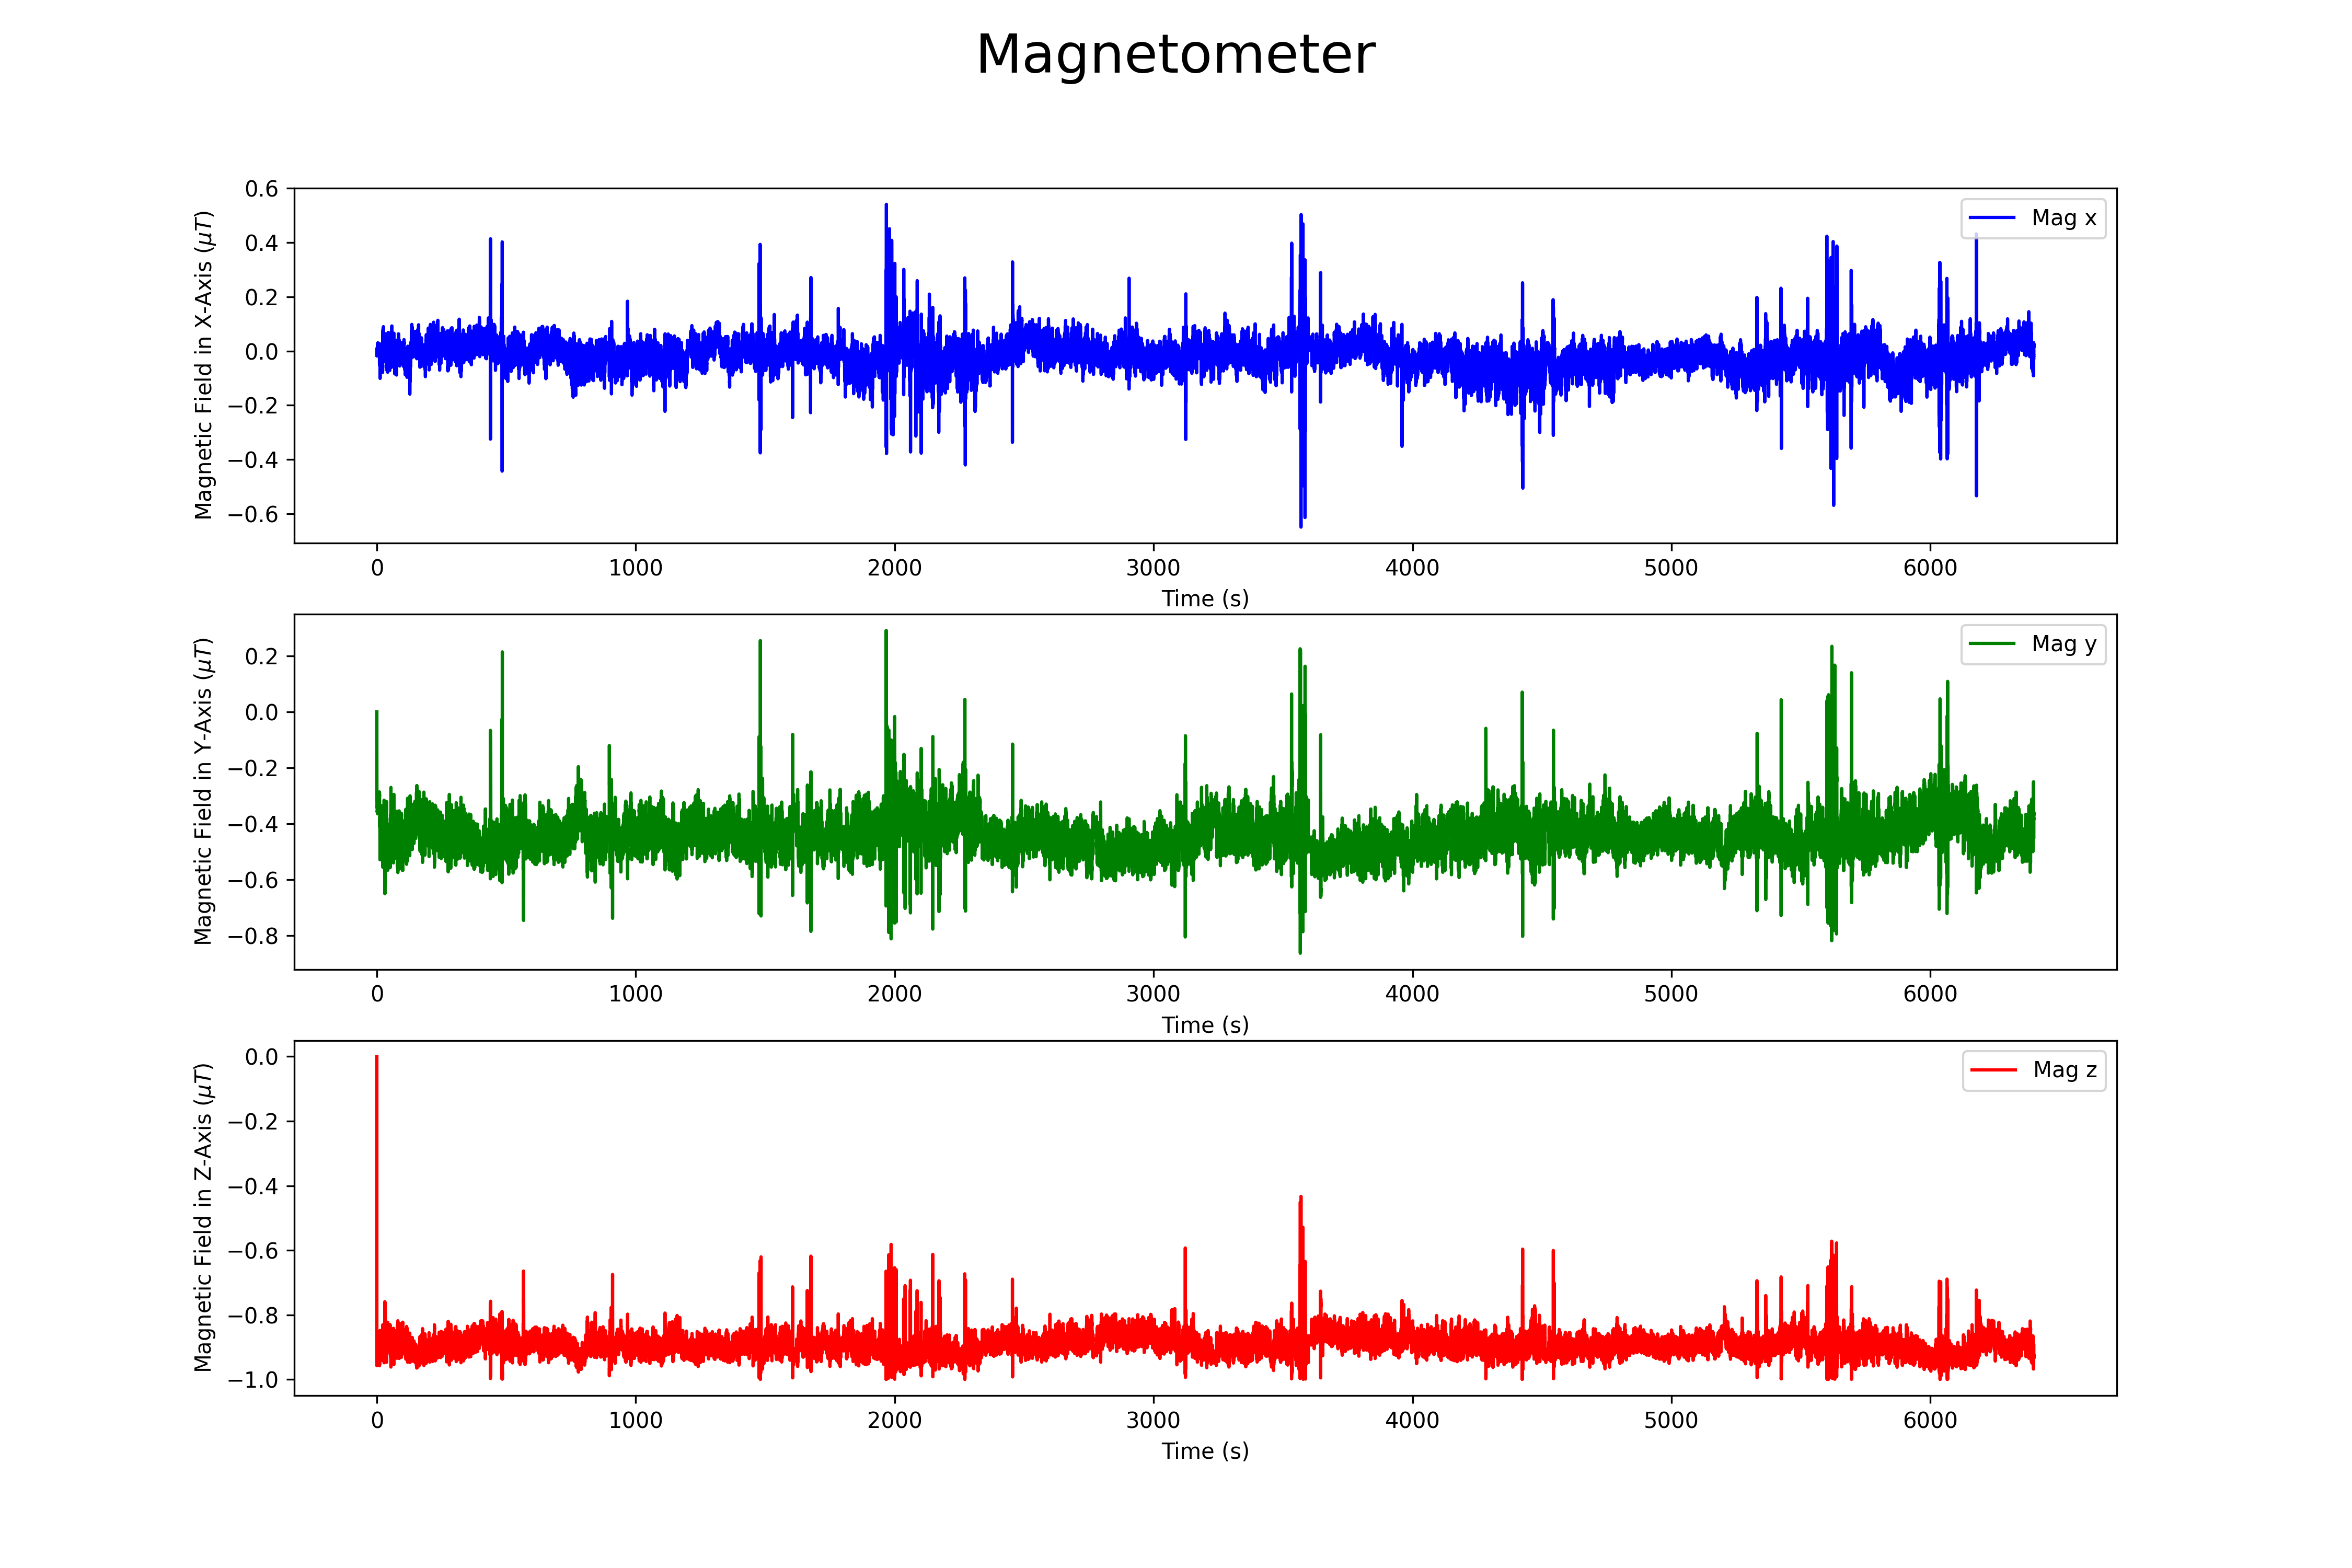 Magnetometer
Magnetic Field in X-Axis (μT)
0.6
0.4
0.2
0.0
−0.2
−0.4
−0.6
Mag x
0 1000 2000 3000 4000 5000 6000
Time (s)
Magnetic Field in Y-Axis (μT)
0.2
0.0
−0.2
−0.4
−0.6
−0.8
Mag y
0 1000 2000 3000 4000 5000 6000
Time (s)
Magnetic Field in Z-Axis (μT)
0.0
−0.2
−0.4
−0.6
−0.8
−1.0
Mag z
0 1000 2000 3000 4000 5000 6000
Time (s)